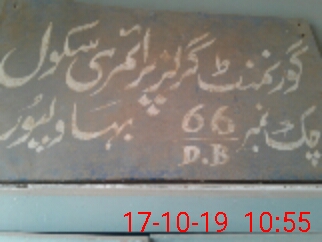 گورنمنٹ گرلز پرائمری سکول
چک نمبر 66/D.B بہاولپور
17-10-19 10:55